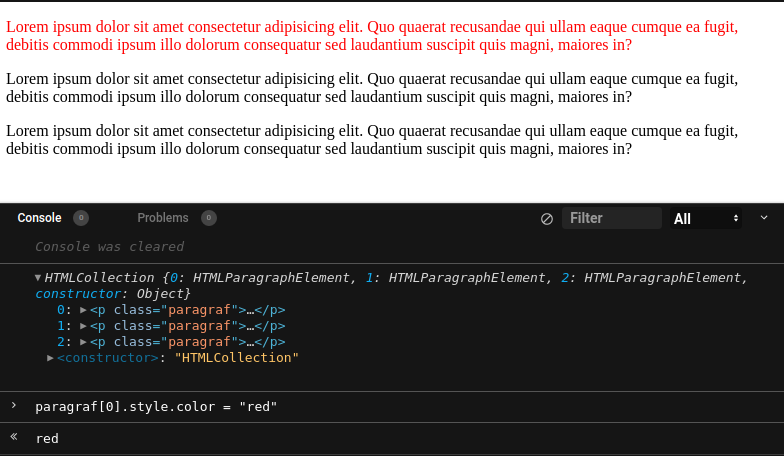 Lorem ipsum dolor sit amet consectetur adipisicing elit. Quo quaerat recusandae qui ullam eaque cumque ea fugit,
debitis commodi ipsum illo dolorum consequatur sed laudantium suscipit quis magni, maiores in?
Lorem ipsum dolor sit amet consectetur adipisicing elit. Quo quaerat recusandae qui ullam eaque cumque ea fugit,
debitis commodi ipsum illo dolorum consequatur sed laudantium suscipit quis magni, maiores in?
Lorem ipsum dolor sit amet consectetur adipisicing elit. Quo quaerat recusandae qui ullam eaque cumque ea fugit,
debitis commodi ipsum illo dolorum consequatur sed laudantium suscipit quis magni, maiores in?
Console 0 Problems 0 Filter All
Console was cleared
▼HTMLCollection {0: HTMLParagraphElement, 1: HTMLParagraphElement, 2: HTMLParagraphElement,
constructor: Object}
0: ▶<p class="paragraf">…</p>
1: ▶<p class="paragraf">…</p>
2: ▶<p class="paragraf">…</p>
▶<constructor>: "HTMLCollection"
› paragraf[0].style.color = "red"
« red